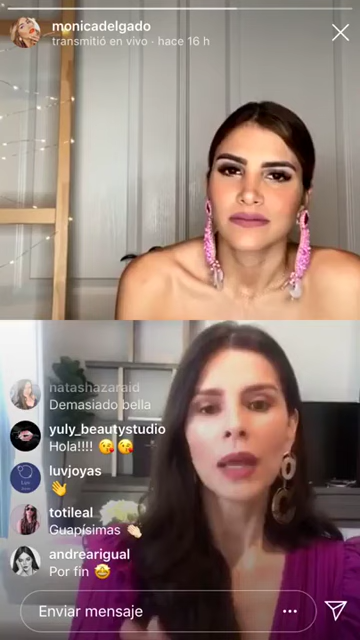 monicadelgado
transmitió en vivo · hace 16 h
natashazaraid
Demasiado bella
yuly_beautystudio
Hola!!!! 😘 😘
luvjoyas
👋
totileal
Guapísimas 👏🏻
andrearigual
Por fin 🤩
Enviar mensaje